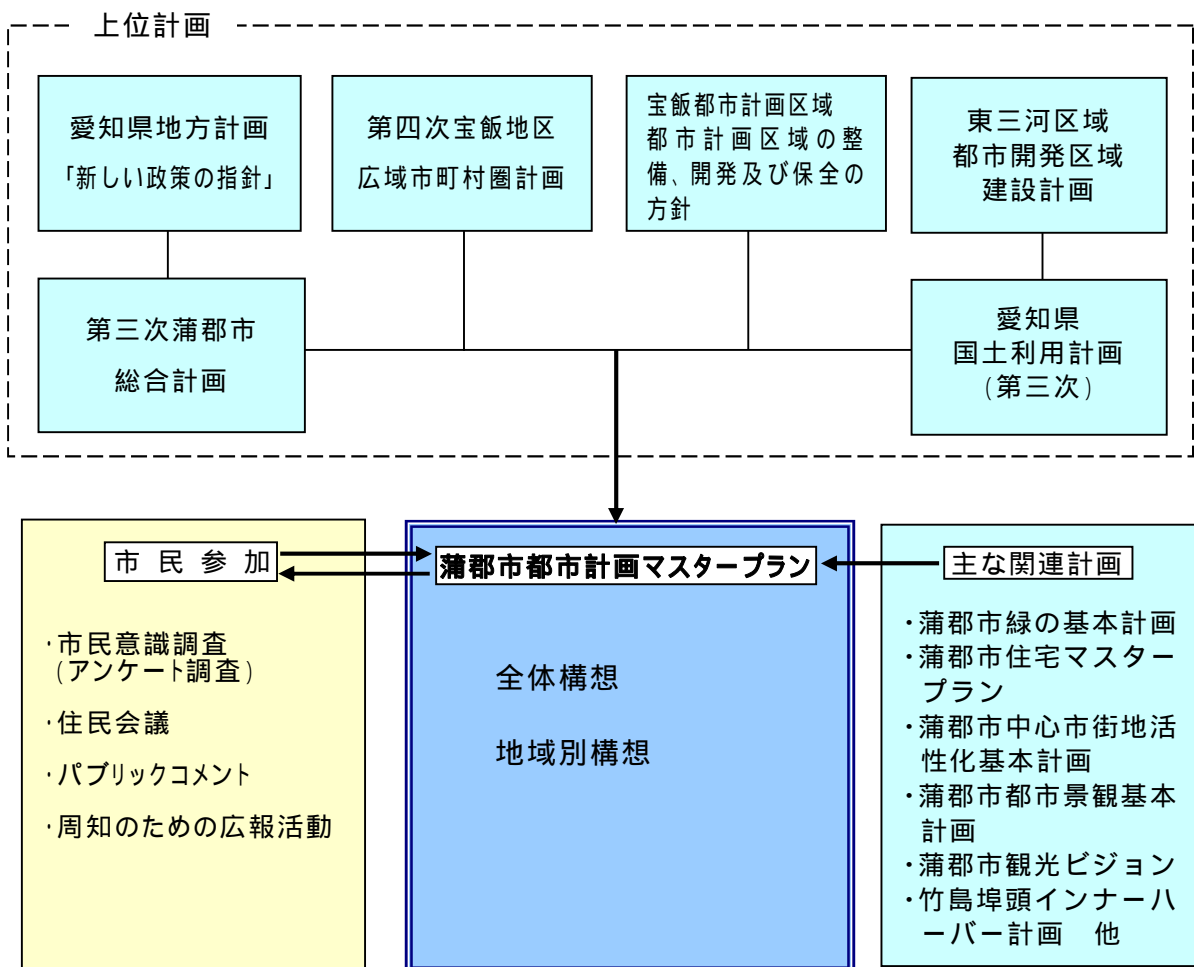 上位計画
愛知県地方計画
「新しい政策の指針」
第四次宝飯地区
広域市町村圏計画
宝飯都市計画区域
都市計画区域の整
備、開発及び保全の
方針
東三河区域
都市開発区域
建設計画
第三次蒲郡市
総合計画
愛知県
国土利用計画
(第三次)
市民参加
・市民意識調査
(アンケート調査)
・住民会議
・パブリックコメント
・周知のための広報活動
蒲郡市都市計画マスタープラン
全体構想
地域別構想
主な関連計画
・蒲郡市緑の基本計画
・蒲郡市住宅マスター
プラン
・蒲郡市中心市街地活
性化基本計画
・蒲郡市都市景観基本
計画
・蒲郡市観光ビジョン
・竹島埠頭インナーハ
ーバー計画　他